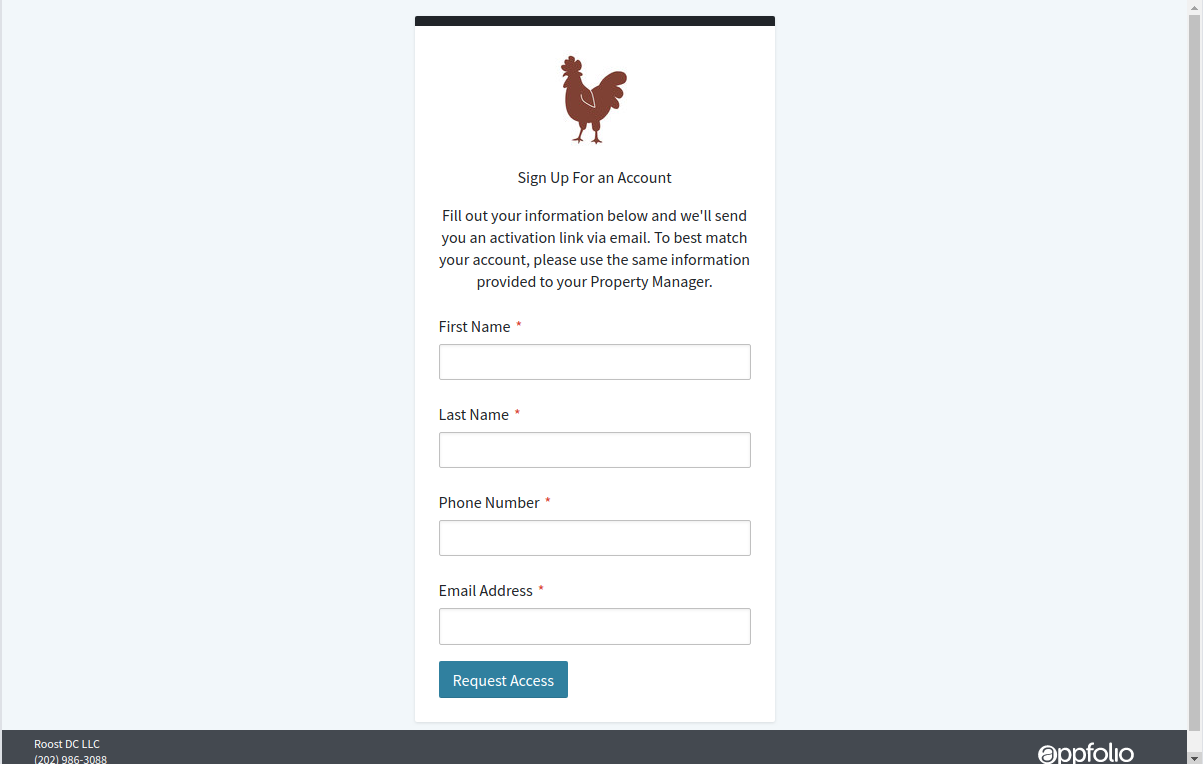 Sign Up For an Account
Fill out your information below and we'll send
you an activation link via email. To best match
your account, please use the same information
provided to your Property Manager.
First Name *
Last Name *
Phone Number *
Email Address *
Request Access
Roost DC LLC
(202) 986-3088
appfolio